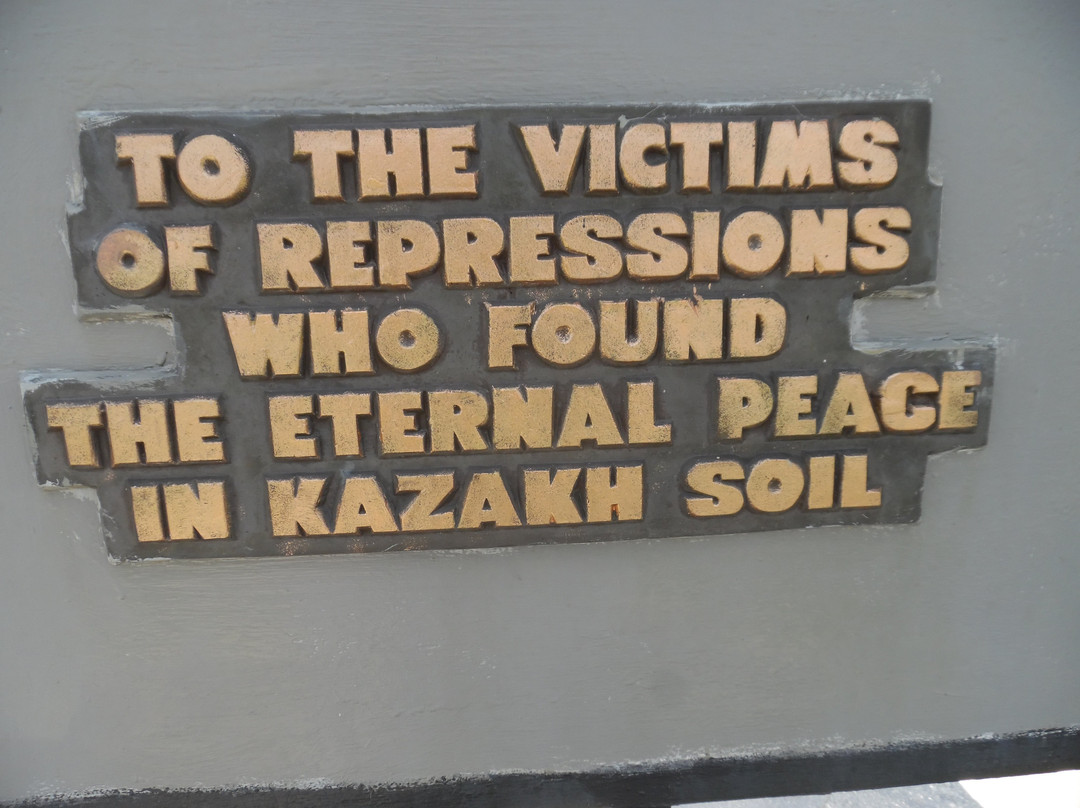 TO THE VICTIMS
OF REPRESSIONS
WHO FOUND
THE ETERNAL PEACE
IN KAZAKH SOIL